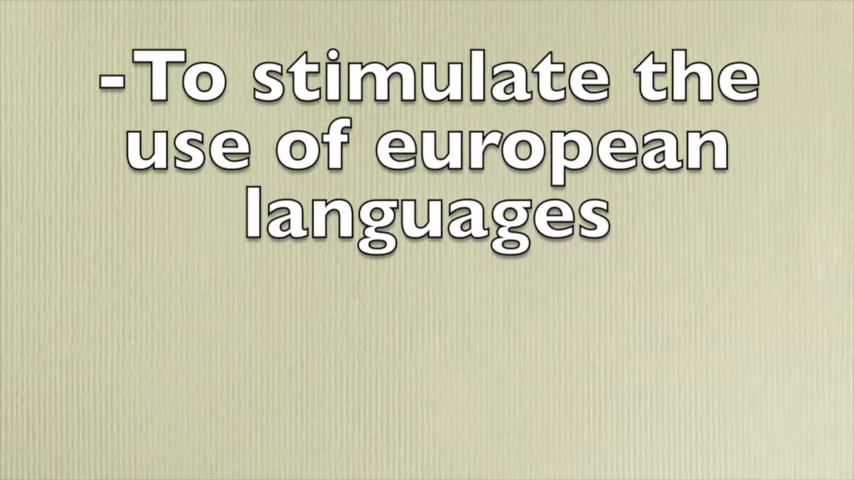 -To stimulate the
use of european
languages